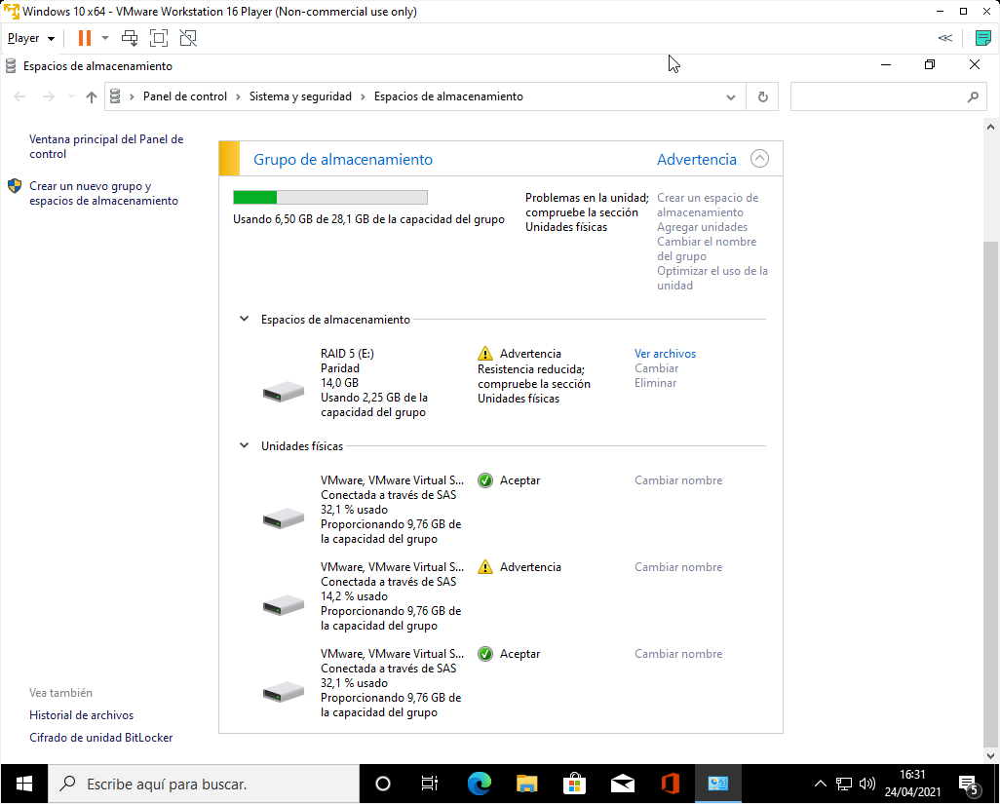 Windows 10 x64 - VMware Workstation 16 Player (Non-commercial use only)
Player
Espacios de almacenamiento
Panel de control > Sistema y seguridad > Espacios de almacenamiento
Ventana principal del Panel de
control
Crear un nuevo grupo y
espacios de almacenamiento
Grupo de almacenamiento
Advertencia
Usando 6,50 GB de 28,1 GB de la capacidad del grupo
Problemas en la unidad;
compruebe la sección
Unidades físicas
Crear un espacio de
almacenamiento
Agregar unidades
Cambiar el nombre
del grupo
Optimizar el uso de la
unidad
Espacios de almacenamiento
RAID 5 (E:)
Paridad
14,0 GB
Usando 2,25 GB de la
capacidad del grupo
Advertencia
Resistencia reducida;
compruebe la sección
Unidades físicas
Ver archivos
Cambiar
Eliminar
Unidades físicas
VMware, VMware Virtual S...
Conectada a través de SAS
32,1 % usado
Proporcionando 9,76 GB de
la capacidad del grupo
Aceptar
Cambiar nombre
VMware, VMware Virtual S...
Conectada a través de SAS
14,2 % usado
Proporcionando 9,76 GB de
la capacidad del grupo
Advertencia
Cambiar nombre
VMware, VMware Virtual S...
Conectada a través de SAS
32,1 % usado
Proporcionando 9,76 GB de
la capacidad del grupo
Aceptar
Cambiar nombre
Vea también
Historial de archivos
Cifrado de unidad BitLocker
Escribe aquí para buscar.
16:31
24/04/2021
5